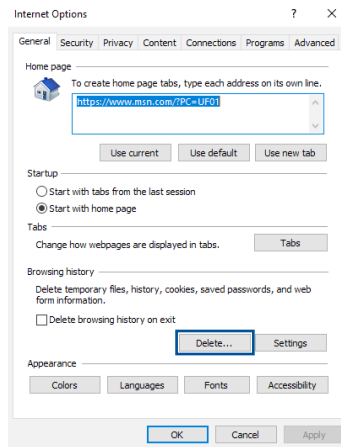 Internet Options ? ×
General Security Privacy Content Connections Programs Advanced
Home page
To create home page tabs, type each address on its own line.
https://www.msn.com/?PC=UF01
Use current Use default Use new tab
Startup
Start with tabs from the last session
Start with home page
Tabs
Change how webpages are displayed in tabs. Tabs
Browsing history
Delete temporary files, history, cookies, saved passwords, and web
form information.
Delete browsing history on exit
Delete... Settings
Appearance
Colors Languages Fonts Accessibility
OK Cancel Apply